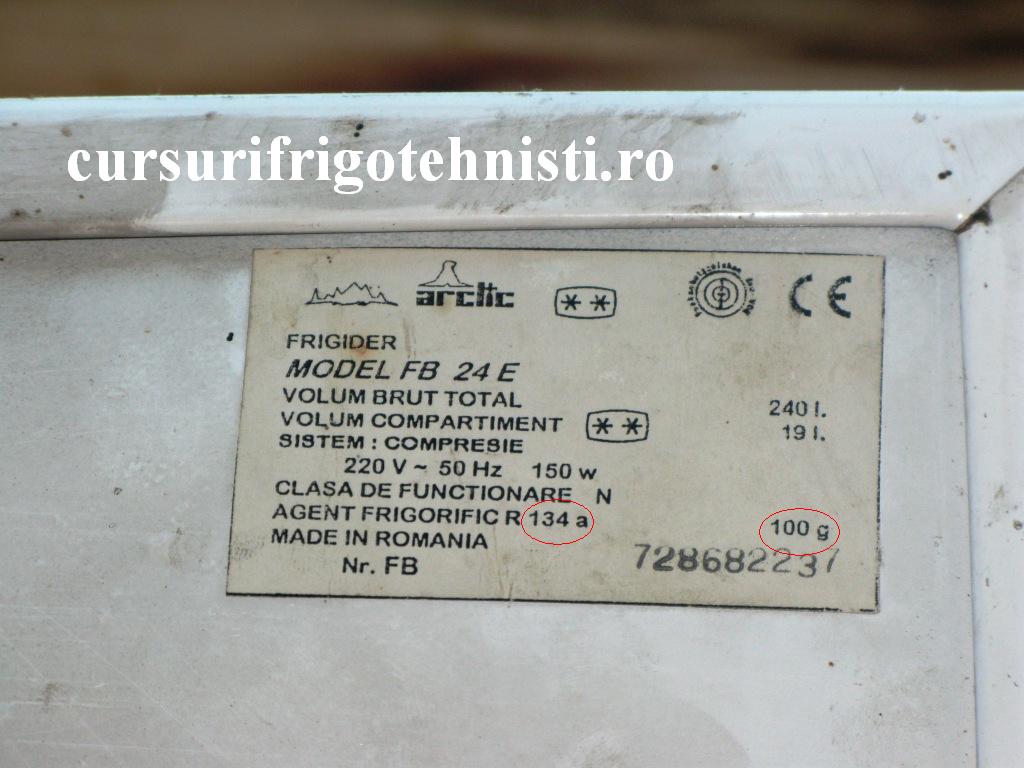 cursurifrigotehnisti.ro
arctic
CE
FRIGIDER
MODEL FB 24 E
VOLUM BRUT TOTAL 240 l.
VOLUM COMPARTIMENT 19 l.
SISTEM : COMPRESIE
220 V ~ 50 Hz 150 w
CLASA DE FUNCTIONARE N
AGENT FRIGORIFIC R 134 a 100 g
MADE IN ROMANIA
Nr. FB 728682237